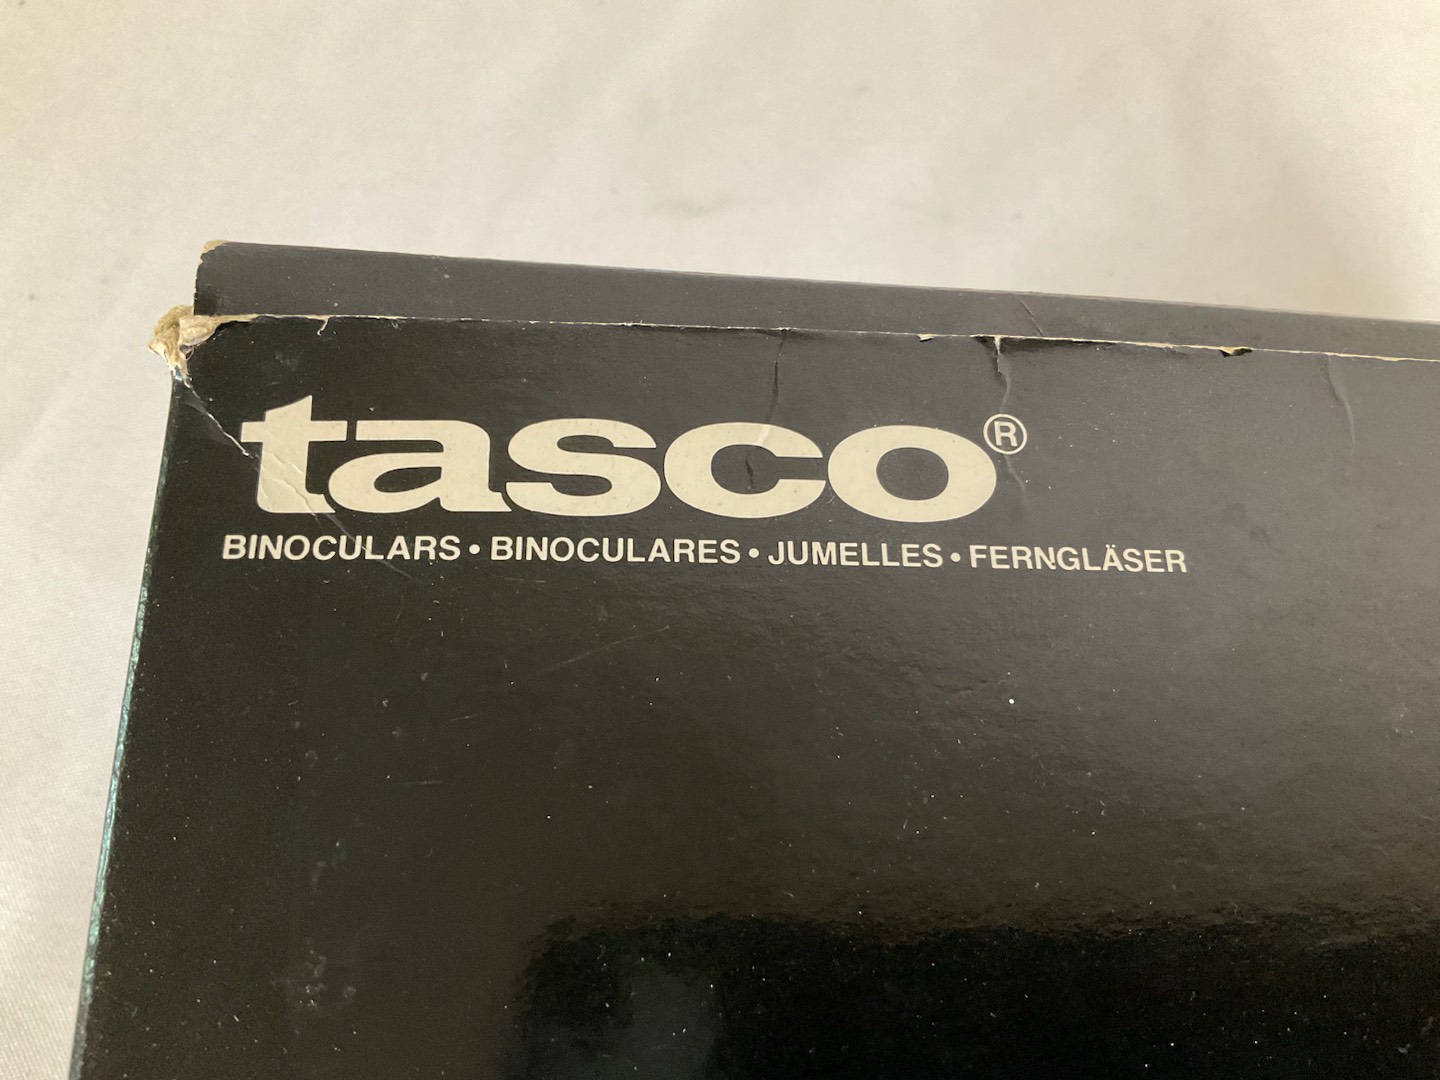 tasco®
BINOCULARS • BINOCULARES • JUMELLES • FERNGLÄSER